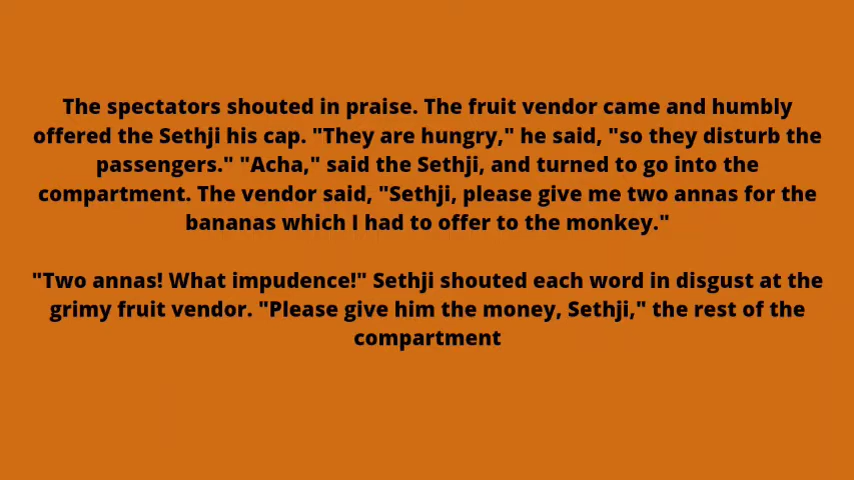 The spectators shouted in praise. The fruit vendor came and humbly
offered the Sethji his cap. "They are hungry," he said, "so they disturb the
passengers." "Acha," said the Sethji, and turned to go into the
compartment. The vendor said, "Sethji, please give me two annas for the
bananas which I had to offer to the monkey."
"Two annas! What impudence!" Sethji shouted each word in disgust at the
grimy fruit vendor. "Please give him the money, Sethji," the rest of the
compartment